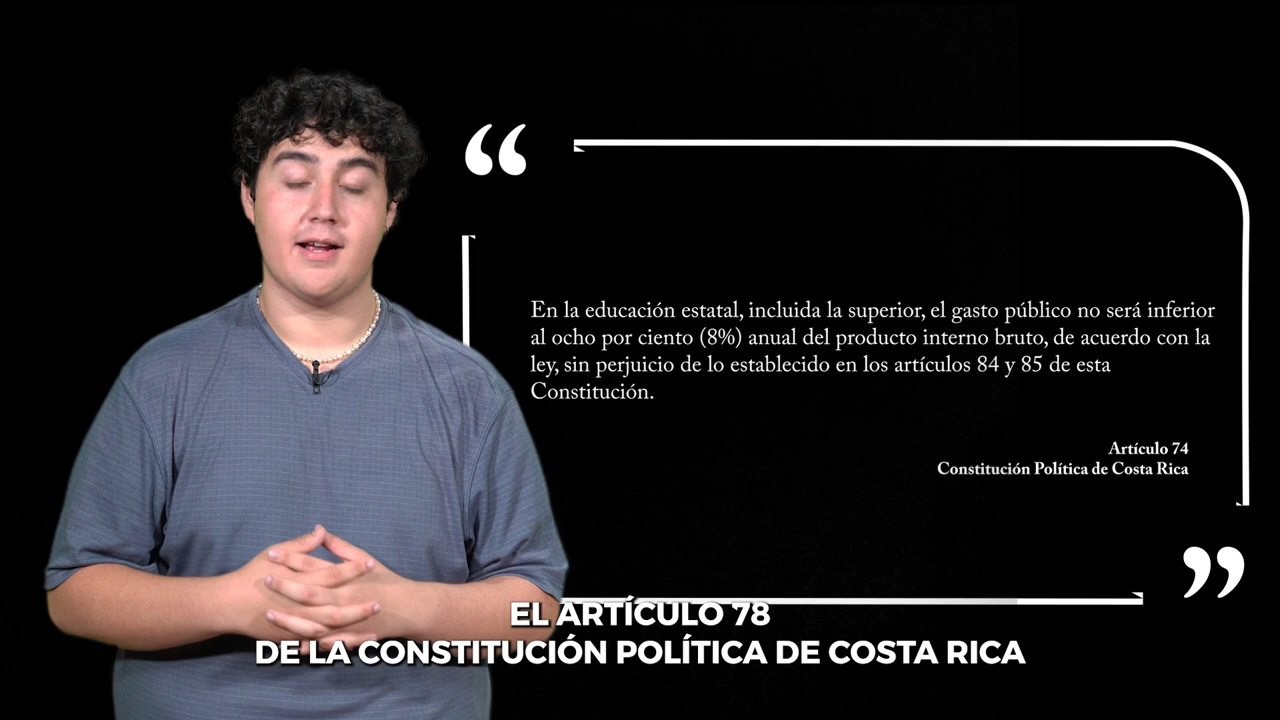 “
En la educación estatal, incluida la superior, el gasto público no será inferior
al ocho por ciento (8%) anual del producto interno bruto, de acuerdo con la
ley, sin perjuicio de lo establecido en los artículos 84 y 85 de esta
Constitución.
Artículo 74
Constitución Política de Costa Rica
”
EL ARTÍCULO 78
DE LA CONSTITUCIÓN POLÍTICA DE COSTA RICA